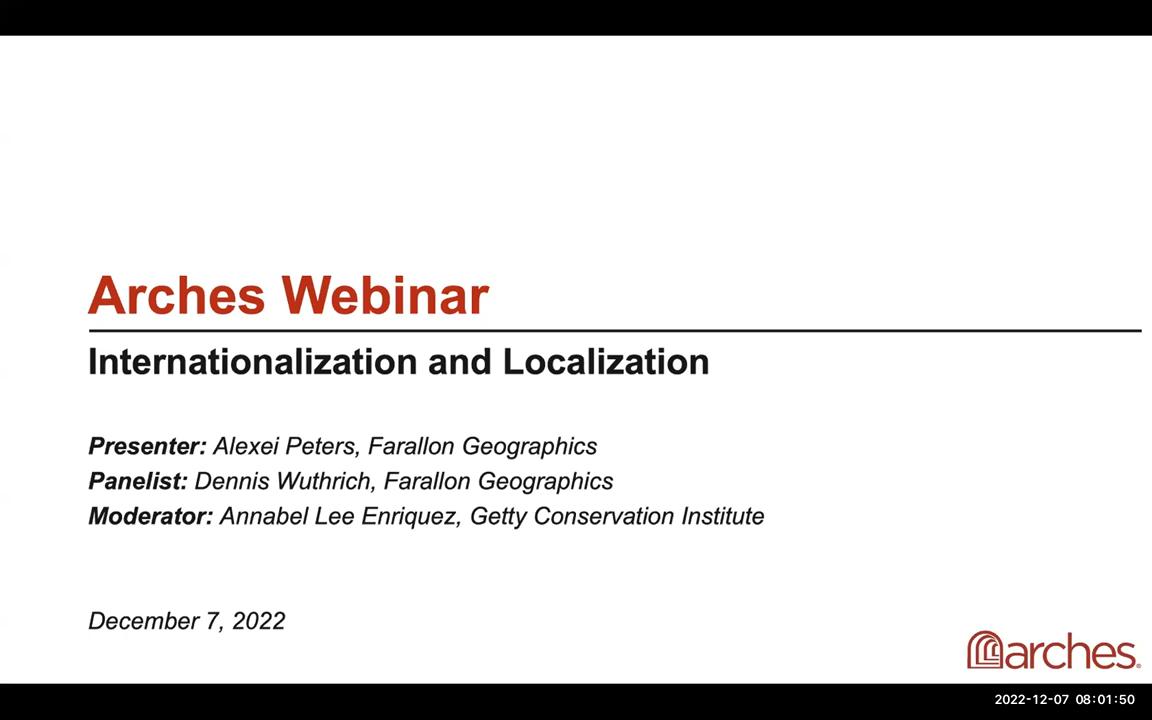 Arches Webinar
Internationalization and Localization
Presenter: Alexei Peters, Farallon Geographics
Panelist: Dennis Wuthrich, Farallon Geographics
Moderator: Annabel Lee Enriquez, Getty Conservation Institute
December 7, 2022
arches®
2022-12-07 08:01:50